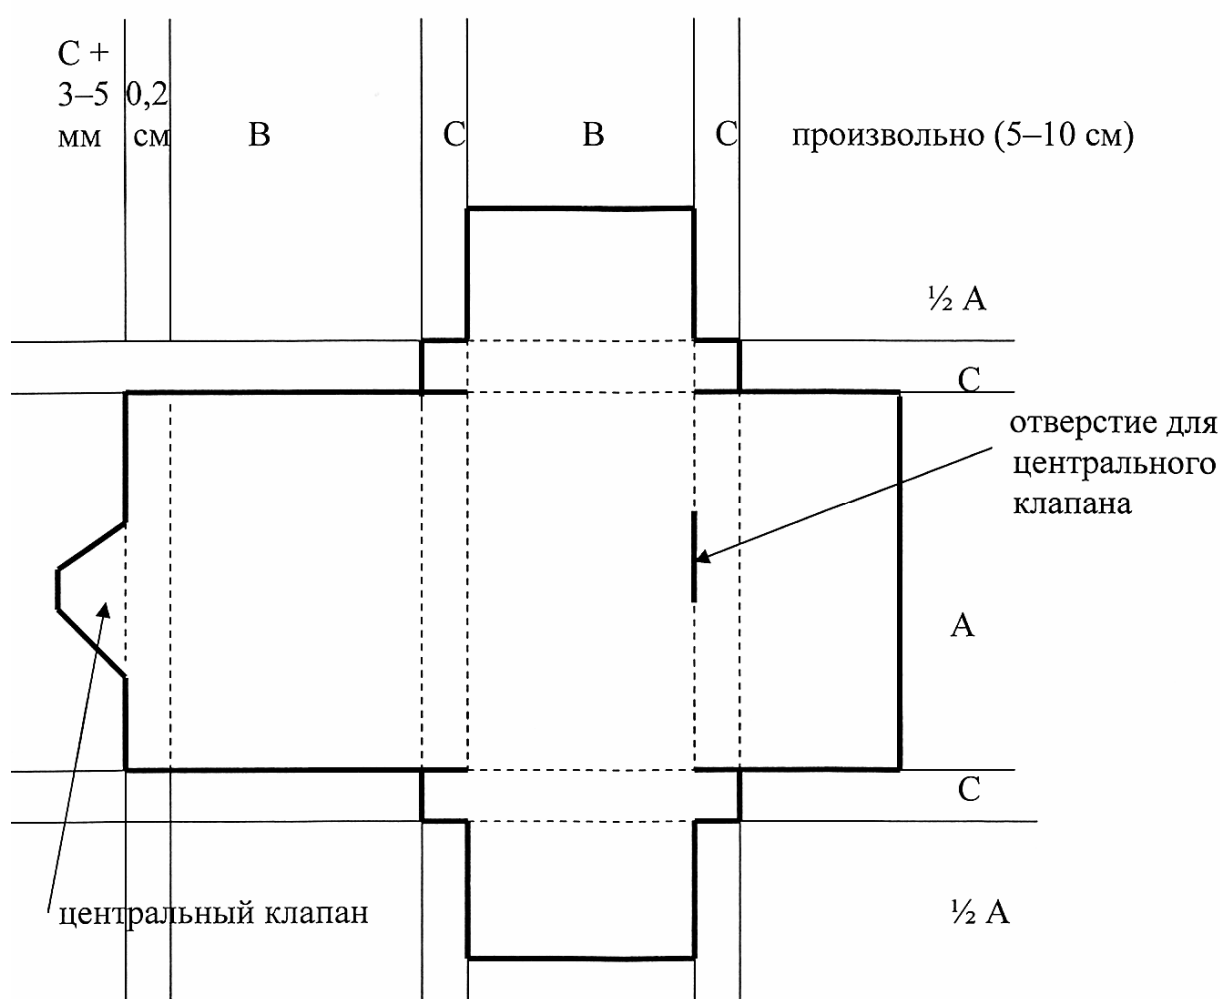 С +
3–5 0,2
мм см В С В С произвольно (5–10 см)
½ А
С
отверстие для
центрального
клапана
А
С
центральный клапан ½ А